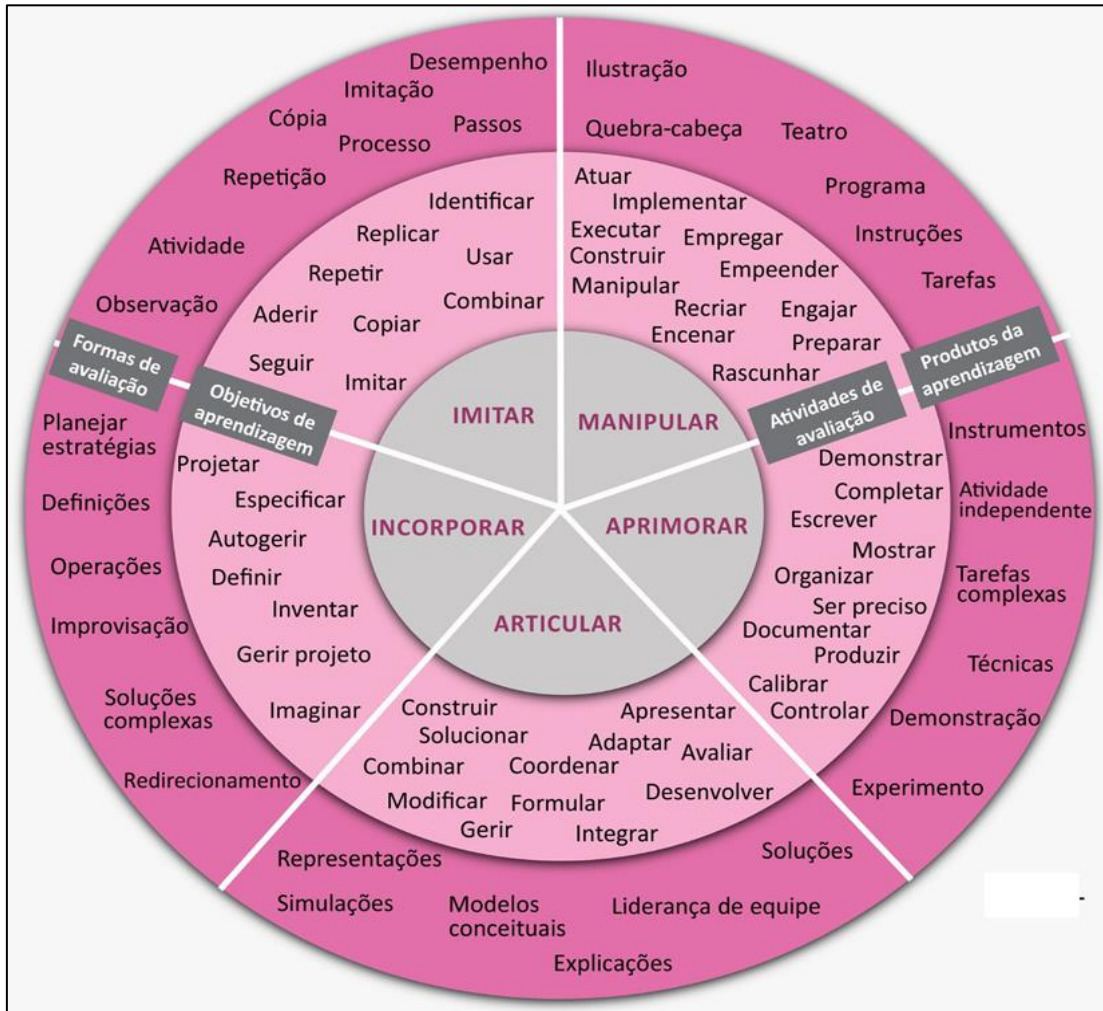 Desempenho
Imitação
Cópia
Passos
Processo
Repetição
Atividade
Observação
Ilustração
Quebra-cabeça
Teatro
Programa
Instruções
Tarefas
Identificar
Replicar
Usar
Repetir
Combinar
Aderir
Copiar
Seguir
Imitar
Atuar
Implementar
Executar
Empregar
Construir
Empeender
Manipular
Recriar
Engajar
Encenar
Preparar
Rascunhar
Formas de
avaliação
Objetivos de
aprendizagem
Atividades de
avaliação
Produtos da
aprendizagem
IMITAR
MANIPULAR
INCORPORAR
APRIMORAR
ARTICULAR
Planejar
estratégias
Definições
Operações
Improvisação
Soluções
complexas
Redirecionamento
Projetar
Especificar
Autogerir
Definir
Inventar
Gerir projeto
Imaginar
Demonstrar
Completar
Escrever
Mostrar
Organizar
Ser preciso
Documentar
Produzir
Calibrar
Controlar
Instrumentos
Atividade
independente
Tarefas
complexas
Técnicas
Demonstração
Experimento
Construir
Apresentar
Solucionar
Adaptar
Avaliar
Combinar
Coordenar
Modificar
Formular
Desenvolver
Gerir
Integrar
Representações
Soluções
Simulações
Modelos
conceituais
Liderança de equipe
Explicações
-